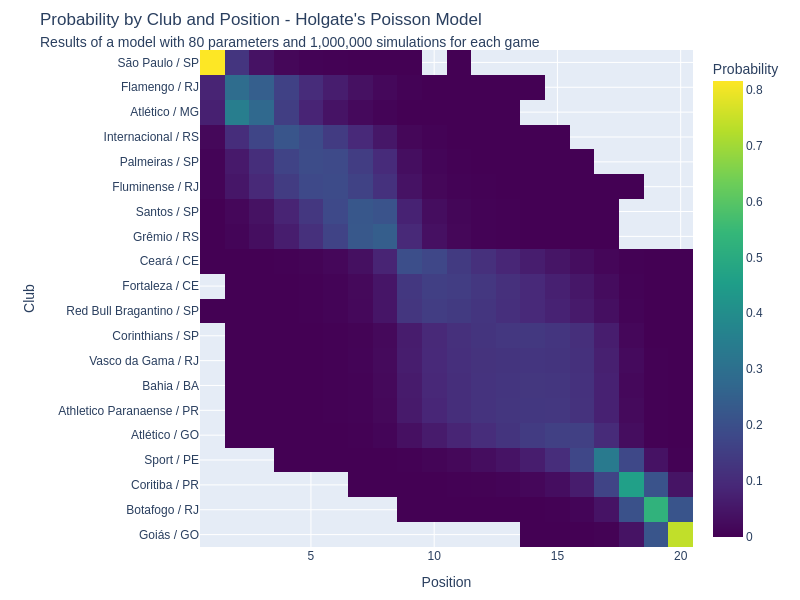 Probability by Club and Position - Holgate's Poisson Model
Results of a model with 80 parameters and 1,000,000 simulations for each game
São Paulo / SP
Flamengo / RJ
Atlético / MG
Internacional / RS
Palmeiras / SP
Fluminense / RJ
Santos / SP
Grêmio / RS
Ceará / CE
Fortaleza / CE
Red Bull Bragantino / SP
Corinthians / SP
Vasco da Gama / RJ
Bahia / BA
Athletico Paranaense / PR
Atlético / GO
Sport / PE
Coritiba / PR
Botafogo / RJ
Goiás / GO
Club
5
10
15
20
Position
Probability
0.8
0.7
0.6
0.5
0.4
0.3
0.2
0.1
0